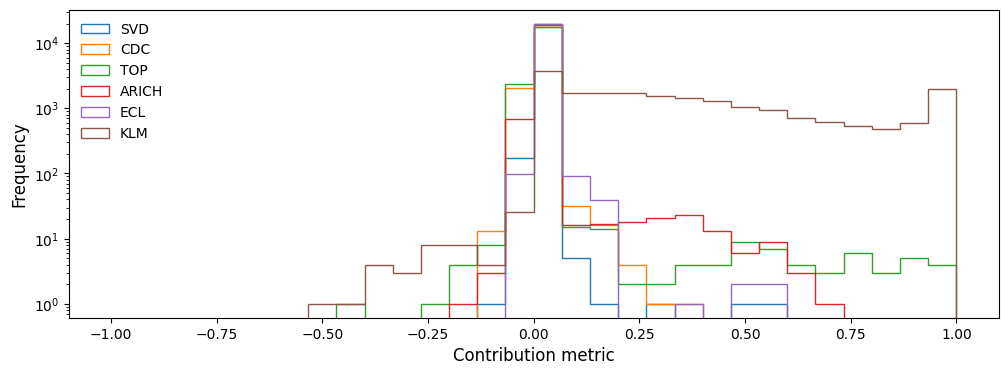 SVD
CDC
TOP
ARICH
ECL
KLM
Frequency
10⁴
10³
10²
10¹
10⁰
−1.00 −0.75 −0.50 −0.25 0.00 0.25 0.50 0.75 1.00
Contribution metric